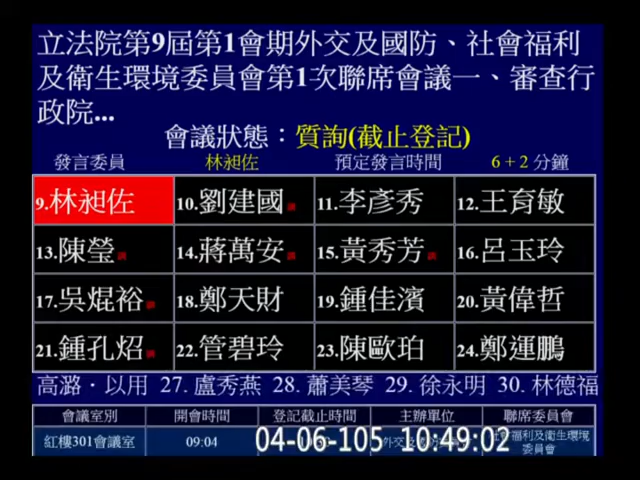 立法院第9屆第1會期外交及國防、社會福利
及衛生環境委員會第1次聯席會議一、審查行
政院...
會議狀態：質詢(截止登記)
發言委員 林昶佐 預定發言時間 6 + 2 分鐘
9.林昶佐 10.劉建國 11.李彥秀 12.王育敏
13.陳瑩 14.蔣萬安 15.黃秀芳 16.呂玉玲
17.吳焜裕 18.鄭天財 19.鍾佳濱 20.黃偉哲
21.鍾孔炤 22.管碧玲 23.陳歐珀 24.鄭運鵬
高潞．以用 27. 盧秀燕 28. 蕭美琴 29. 徐永明 30. 林德福
會議室別 開會時間 登記截止時間 主辦單位 聯席委員會
紅樓301會議室 09:04 社會福利及衛生環境
委員會
04-06-105 10:49:02